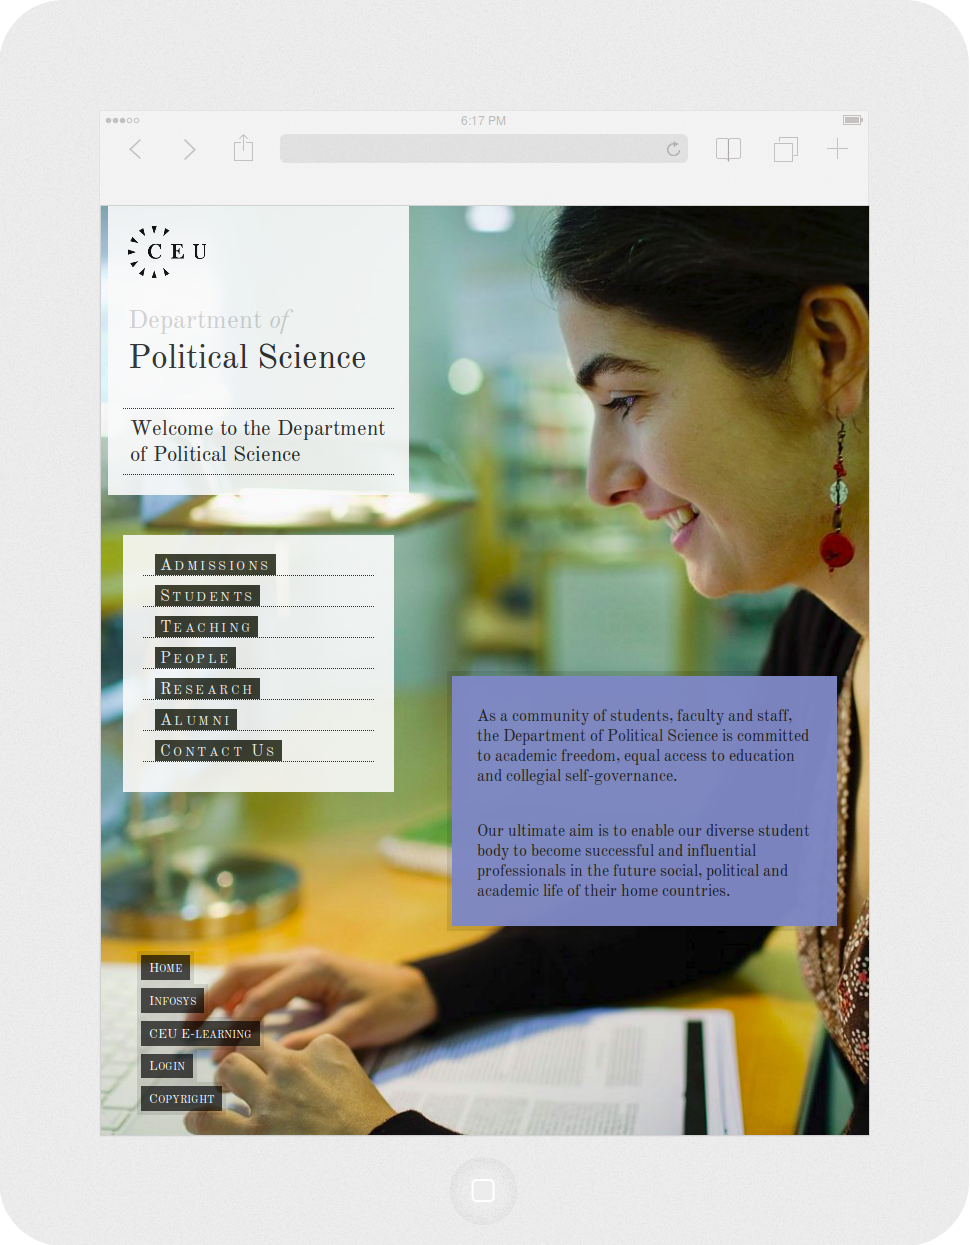 6:17 PM
CEU
Department of
Political Science
Welcome to the Department
of Political Science
ADMISSIONS
STUDENTS
TEACHING
PEOPLE
RESEARCH
ALUMNI
CONTACT US
As a community of students, faculty and staff,
the Department of Political Science is committed
to academic freedom, equal access to education
and collegial self-governance.
Our ultimate aim is to enable our diverse student
body to become successful and influential
professionals in the future social, political and
academic life of their home countries.
HOME
INFOSYS
CEU E-LEARNING
LOGIN
COPYRIGHT